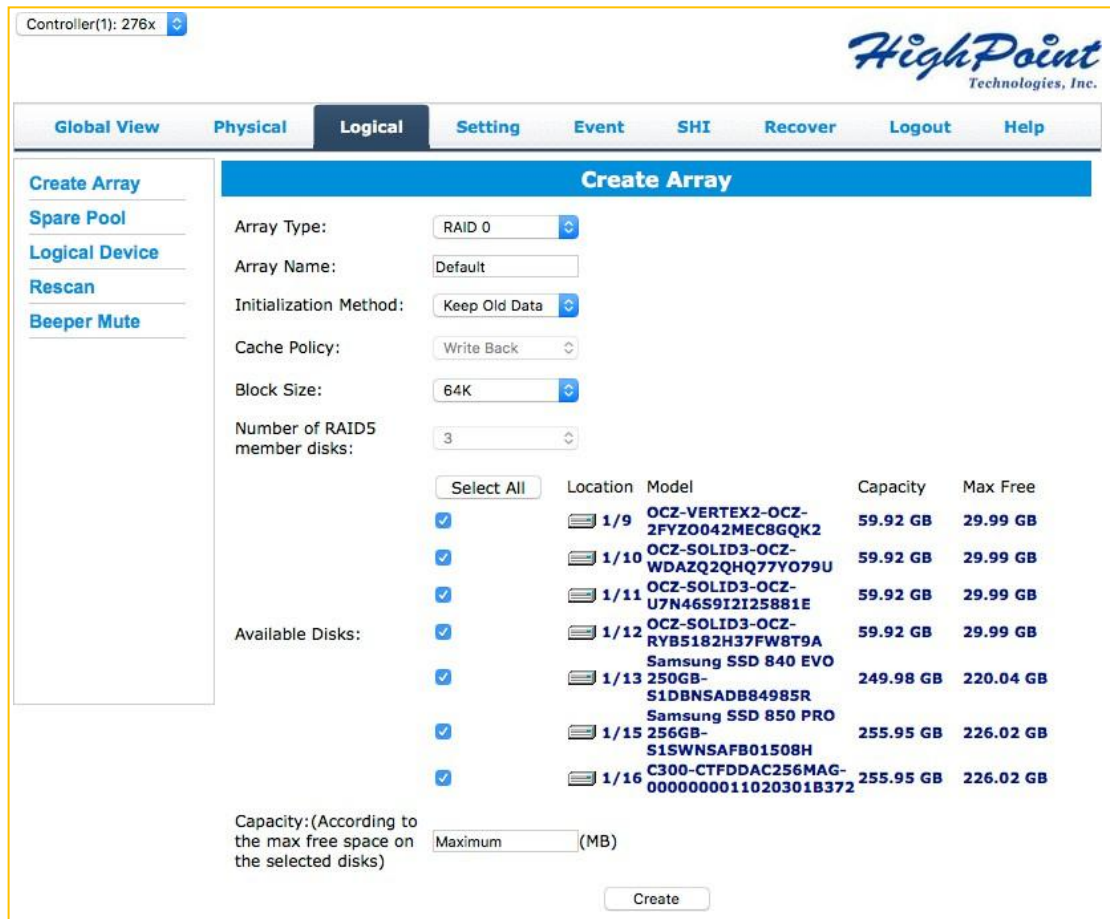 Controller(1): 276x
HighPoint
Technologies, Inc.
Global View Physical Logical Setting Event SHI Recover Logout Help
Create Array
Spare Pool
Logical Device
Rescan
Beeper Mute
Create Array
Array Type: RAID 0
Array Name: Default
Initialization Method: Keep Old Data
Cache Policy: Write Back
Block Size: 64K
Number of RAID5
member disks: 3
Select All Location Model Capacity Max Free
1/9 OCZ-VERTEX2-OCZ-
2FYZO042MEC8GQK2 59.92 GB 29.99 GB
1/10 OCZ-SOLID3-OCZ-
WDAZQ2QHQ77YO79U 59.92 GB 29.99 GB
1/11 OCZ-SOLID3-OCZ-
U7N46S9I2I25881E 59.92 GB 29.99 GB
Available Disks:
1/12 OCZ-SOLID3-OCZ-
RYB5182H37FW8T9A 59.92 GB 29.99 GB
Samsung SSD 840 EVO
1/13 250GB- 249.98 GB 220.04 GB
S1DBNSADB84985R
Samsung SSD 850 PRO
1/15 256GB- 255.95 GB 226.02 GB
S1SWNSAFB01508H
1/16 C300-CTFDDAC256MAG-
0000000011020301B372 255.95 GB 226.02 GB
Capacity:(According to
the max free space on Maximum (MB)
the selected disks)
Create